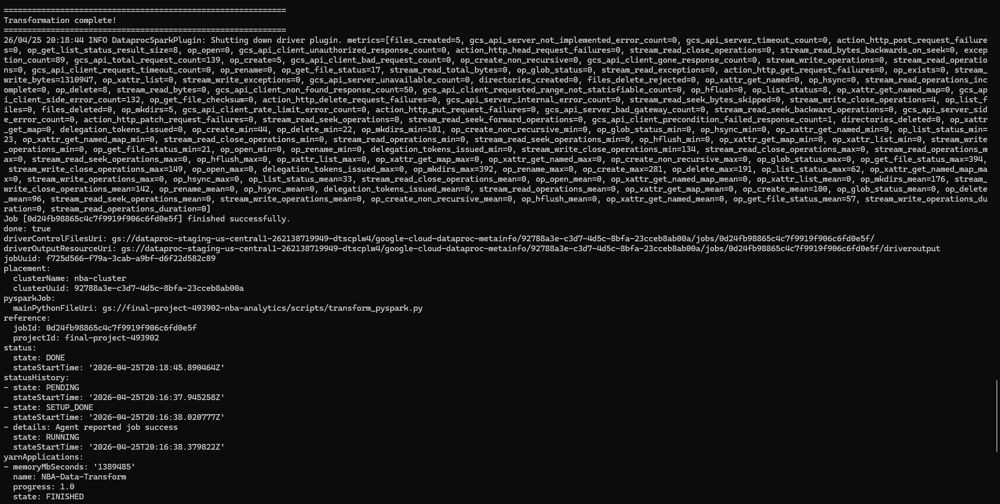 ============================================================
Transformation complete!
============================================================
26/04/25 20:18:44 INFO DataprocSparkPlugin: Shutting down driver plugin. metrics=[files_created=5, gcs_api_server_not_implemented_error_count=0, gcs_api_server_timeout_count=0, action_http_post_request_failure
s=0, op_get_list_status_result_size=8, op_open=0, gcs_api_client_unauthorized_response_count=0, action_http_head_request_failures=0, stream_read_close_operations=0, stream_read_bytes_backwards_on_seek=0, excep
tion_count=89, gcs_api_total_request_count=139, op_create=5, gcs_api_client_bad_request_count=0, op_create_non_recursive=0, gcs_api_client_gone_response_count=0, stream_write_operations=0, stream_read_operatio
ns=0, gcs_api_client_request_timeout_count=0, op_rename=0, op_get_file_status=17, stream_read_total_bytes=0, op_glob_status=0, stream_read_exceptions=0, action_http_get_request_failures=0, op_exists=0, stream_
write_bytes=1310947, op_xattr_list=0, stream_write_exceptions=0, gcs_api_server_unavailable_count=0, directories_created=0, files_delete_rejected=0, op_xattr_get_named=0, op_hsync=0, stream_read_operations_inc
omplete=0, op_delete=8, stream_read_bytes=0, gcs_api_client_non_found_response_count=50, gcs_api_client_requested_range_not_statisfiable_count=0, op_hflush=0, op_list_status=8, op_xattr_get_named_map=0, gcs_ap
i_client_side_error_count=132, op_get_file_checksum=0, action_http_delete_request_failures=0, gcs_api_server_internal_error_count=0, stream_read_seek_bytes_skipped=0, stream_write_close_operations=4, op_list_f
iles=0, files_deleted=0, op_mkdirs=5, gcs_api_client_rate_limit_error_count=0, action_http_put_request_failures=0, gcs_api_server_bad_gateway_count=0, stream_read_seek_backward_operations=0, gcs_api_server_sid
e_error_count=0, action_http_patch_request_failures=0, stream_read_seek_operations=0, stream_read_seek_forward_operations=0, gcs_api_client_precondition_failed_response_count=1, directories_deleted=0, op_xattr
_get_map=0, delegation_tokens_issued=0, op_create_min=44, op_delete_min=22, op_mkdirs_min=101, op_create_non_recursive_min=0, op_glob_status_min=0, op_hsync_min=0, op_xattr_get_named_min=0, op_list_status_min=
23, op_xattr_get_named_map_min=0, stream_read_close_operations_min=0, stream_read_operations_min=0, stream_read_seek_operations_min=0, op_hflush_min=0, op_xattr_get_map_min=0, op_xattr_list_min=0, stream_write
_operations_min=0, op_get_file_status_min=21, op_open_min=0, op_rename_min=0, delegation_tokens_issued_min=0, stream_write_close_operations_min=134, stream_read_close_operations_max=0, stream_read_operations_m
ax=0, stream_read_seek_operations_max=0, op_hflush_max=0, op_xattr_list_max=0, op_xattr_get_map_max=0, op_xattr_get_named_max=0, op_create_non_recursive_max=0, op_glob_status_max=0, op_get_file_status_max=394,
stream_write_close_operations_max=149, op_open_max=0, delegation_tokens_issued_max=0, op_mkdirs_max=392, op_rename_max=0, op_create_max=281, op_delete_max=191, op_list_status_max=62, op_xattr_get_named_map_ma
x=0, stream_write_operations_max=0, op_hsync_max=0, op_list_status_mean=33, stream_read_close_operations_mean=0, op_open_mean=0, op_xattr_get_named_map_mean=0, op_xattr_list_mean=0, op_mkdirs_mean=176, stream_
write_close_operations_mean=142, op_rename_mean=0, op_hsync_mean=0, delegation_tokens_issued_mean=0, stream_read_operations_mean=0, op_xattr_get_map_mean=0, op_create_mean=100, op_glob_status_mean=0, op_delete
_mean=96, stream_read_seek_operations_mean=0, stream_write_operations_mean=0, op_create_non_recursive_mean=0, op_hflush_mean=0, op_xattr_get_named_mean=0, op_get_file_status_mean=57, stream_write_operations_du
ration=0, stream_read_operations_duration=0]
Job [0d24fb98865c4c7f9919f906c6fd0e5f] finished successfully.
done: true
driverControlFilesUri: gs://dataproc-staging-us-central1-262138719949-dtscplw4/google-cloud-dataproc-metainfo/92788a3e-c3d7-4d5c-8bfa-23cceb8ab00a/jobs/0d24fb98865c4c7f9919f906c6fd0e5f/
driverOutputResourceUri: gs://dataproc-staging-us-central1-262138719949-dtscplw4/google-cloud-dataproc-metainfo/92788a3e-c3d7-4d5c-8bfa-23cceb8ab00a/jobs/0d24fb98865c4c7f9919f906c6fd0e5f/driveroutput
jobUuid: f725d566-f79a-3cab-a9bf-d6f22d582c89
placement:
  clusterName: nba-cluster
  clusterUuid: 92788a3e-c3d7-4d5c-8bfa-23cceb8ab00a
pysparkJob:
  mainPythonFileUri: gs://final-project-493902-nba-analytics/scripts/transform_pyspark.py
reference:
  jobId: 0d24fb98865c4c7f9919f906c6fd0e5f
  projectId: final-project-493902
status:
  state: DONE
  stateStartTime: '2026-04-25T20:18:45.890464Z'
statusHistory:
- state: PENDING
  stateStartTime: '2026-04-25T20:16:37.945258Z'
- state: SETUP_DONE
  stateStartTime: '2026-04-25T20:16:38.020777Z'
- details: Agent reported job success
  state: RUNNING
  stateStartTime: '2026-04-25T20:16:38.379822Z'
yarnApplications:
- memoryMbSeconds: '1389485'
  name: NBA-Data-Transform
  progress: 1.0
  state: FINISHED